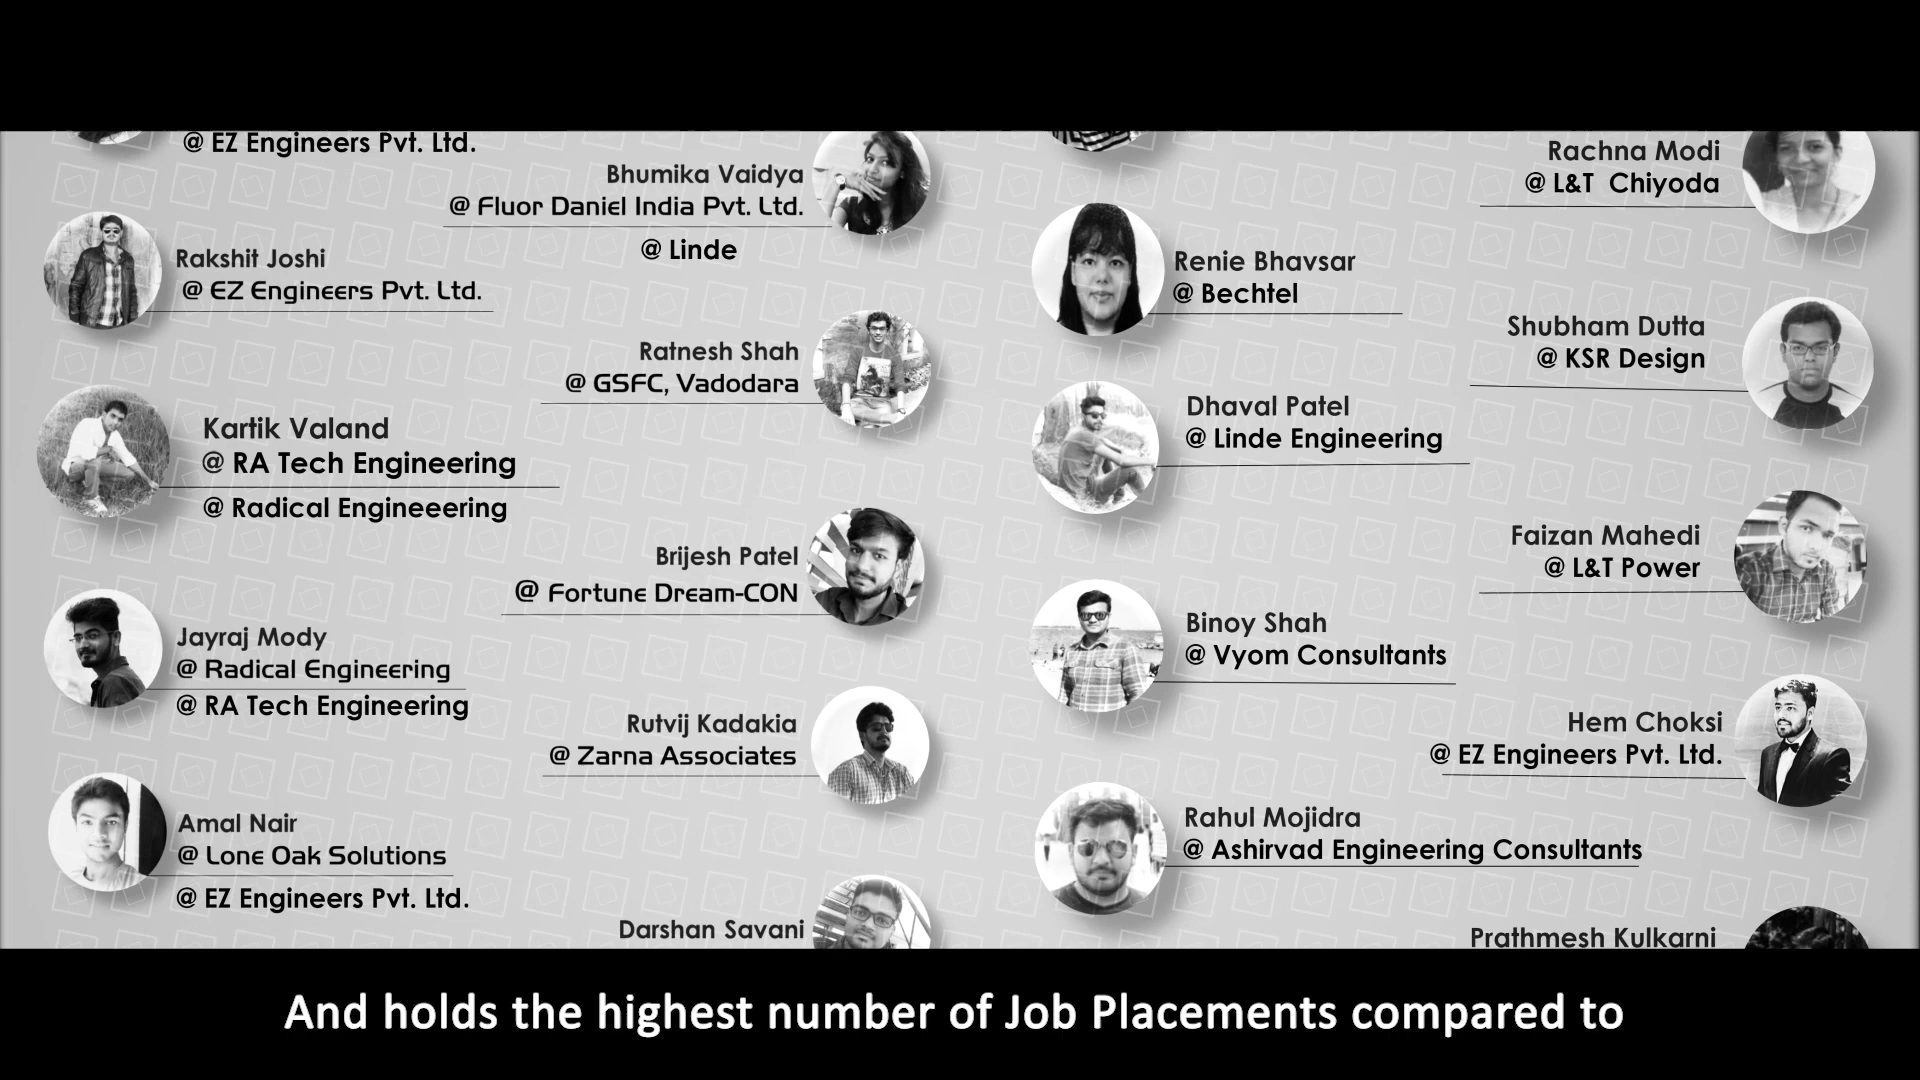 @ EZ Engineers Pvt. Ltd.
Rakshit Joshi
@ EZ Engineers Pvt. Ltd.
Kartik Valand
@ RA Tech Engineering
@ Radical Engineeering
Jayraj Mody
@ Radical Engineering
@ RA Tech Engineering
Amal Nair
@ Lone Oak Solutions
@ EZ Engineers Pvt. Ltd.
Bhumika Vaidya
@ Fluor Daniel India Pvt. Ltd.
@ Linde
Ratnesh Shah
@ GSFC, Vadodara
Brijesh Patel
@ Fortune Dream-CON
Rutvij Kadakia
@ Zarna Associates
Darshan Savani
Renie Bhavsar
@ Bechtel
Dhaval Patel
@ Linde Engineering
Binoy Shah
@ Vyom Consultants
Rahul Mojidra
@ Ashirvad Engineering Consultants
Rachna Modi
@ L&T Chiyoda
Shubham Dutta
@ KSR Design
Faizan Mahedi
@ L&T Power
Hem Choksi
@ EZ Engineers Pvt. Ltd.
Prathmesh Kulkarni
And holds the highest number of Job Placements compared to